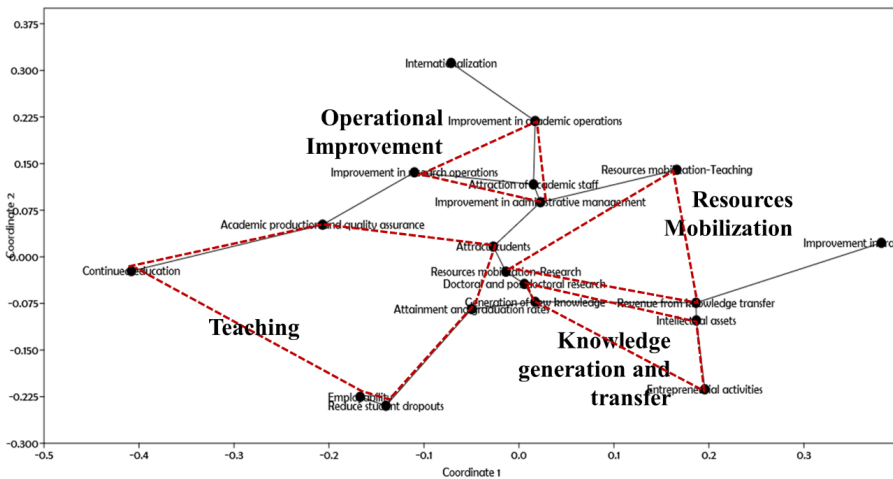 0.375
0.300
0.225
0.150
0.075
0.000
-0.075
-0.150
-0.225
-0.300
Coordinate 2
Internationalization
Operational
Improvement
Improvement in academic operations
Improvement in research operations
Attraction of academic staff
Resources mobilization-Teaching
Improvement in administrative management
Resources
Mobilization
Academic production and quality assurance
Attract students
Improvement in
Continued education
Resources mobilization-Research
Doctoral and postdoctoral research
Generation of new knowledge
Attainment and graduation rates
Revenue from knowledge transfer
Intellectual assets
Teaching
Knowledge
generation and
transfer
Employability
Reduce student dropouts
Entrepreneurial activities
-0.5
-0.4
-0.3
-0.2
-0.1
0.0
0.1
0.2
0.3
Coordinate 1